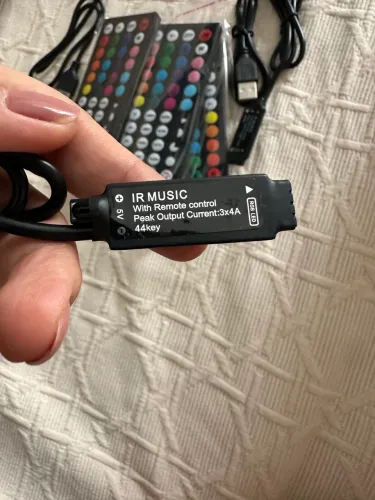 IR MUSIC
With Remote control
Peak Output Current:3x4A
44key
5V
RGB LED